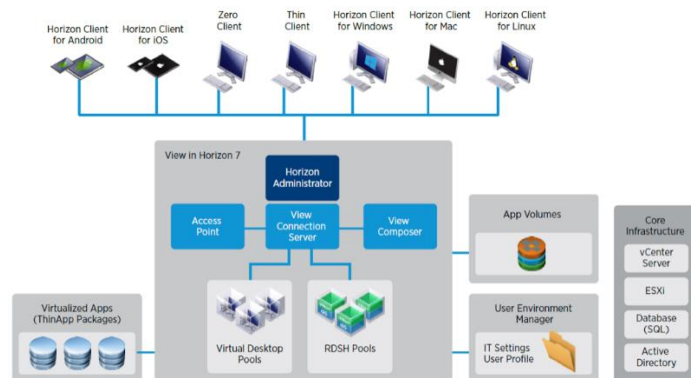 Horizon Client
for Android
Horizon Client
for iOS
Zero
Client
Thin
Client
Horizon Client
for Windows
Horizon Client
for Mac
Horizon Client
for Linux
View in Horizon 7
Horizon
Administrator
Access
Point
View
Connection
Server
View
Composer
Virtual Desktop
Pools
RDSH Pools
Virtualized Apps
(ThinApp Packages)
App Volumes
User Environment
Manager
IT Settings
User Profile
Core
Infrastructure
vCenter
Server
ESXi
Database
(SQL)
Active
Directory